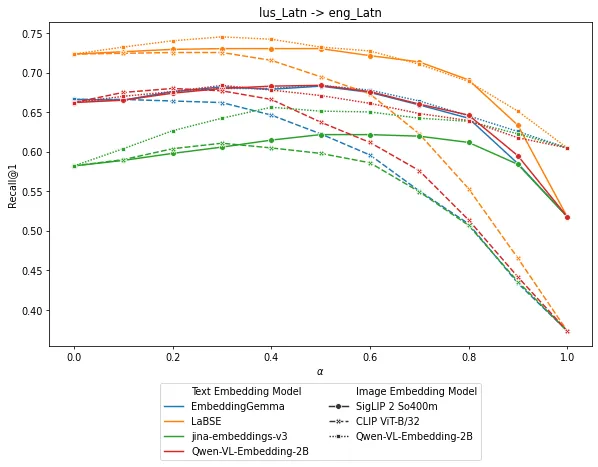 lus_Latn -> eng_Latn
Recall@1
0.75
0.70
0.65
0.60
0.55
0.50
0.45
0.40
0.0 0.2 0.4 0.6 0.8 1.0
α
Text Embedding Model
EmbeddingGemma
LaBSE
jina-embeddings-v3
Qwen-VL-Embedding-2B
Image Embedding Model
SigLIP 2 So400m
CLIP ViT-B/32
Qwen-VL-Embedding-2B